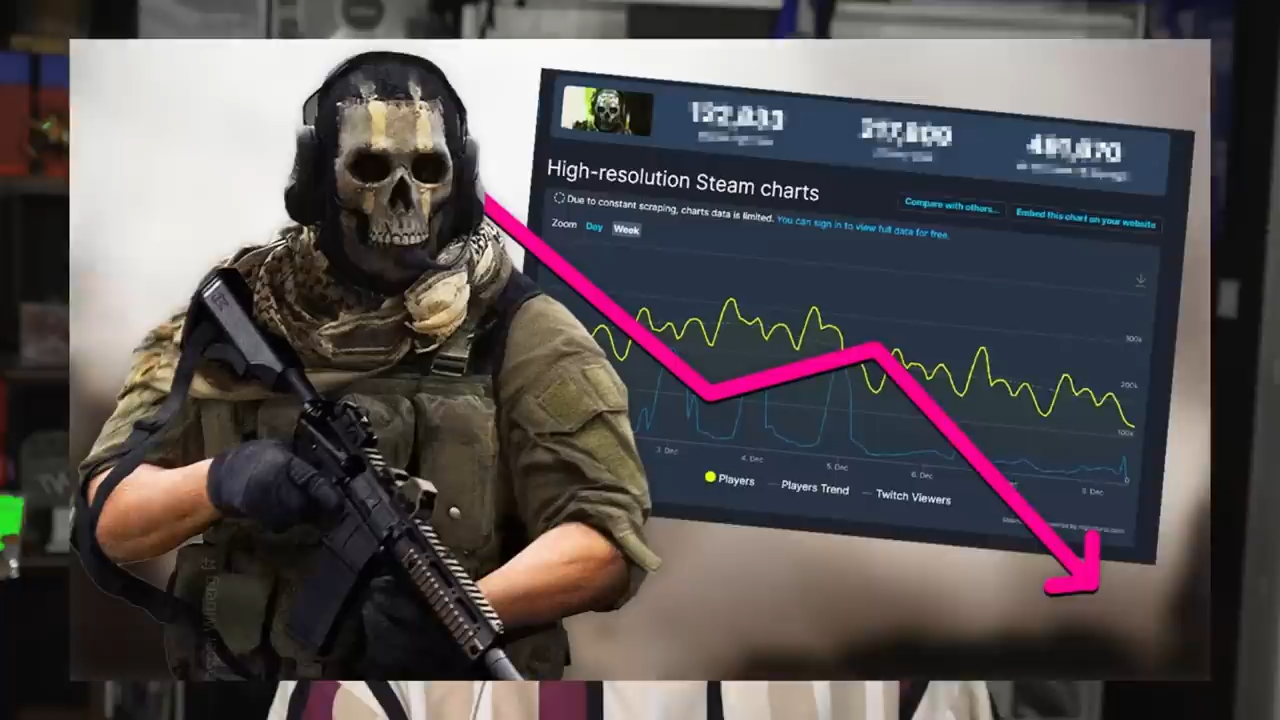 High-resolution Steam charts
Due to constant scraping, charts data is limited. You can sign in to view full data for free.
Compare with others...
Embed this chart on your website
Zoom Day Week
300k
200k
100k
0
3. Dec
4. Dec
5. Dec
6. Dec
8. Dec
Players
Players Trend
Twitch Viewers